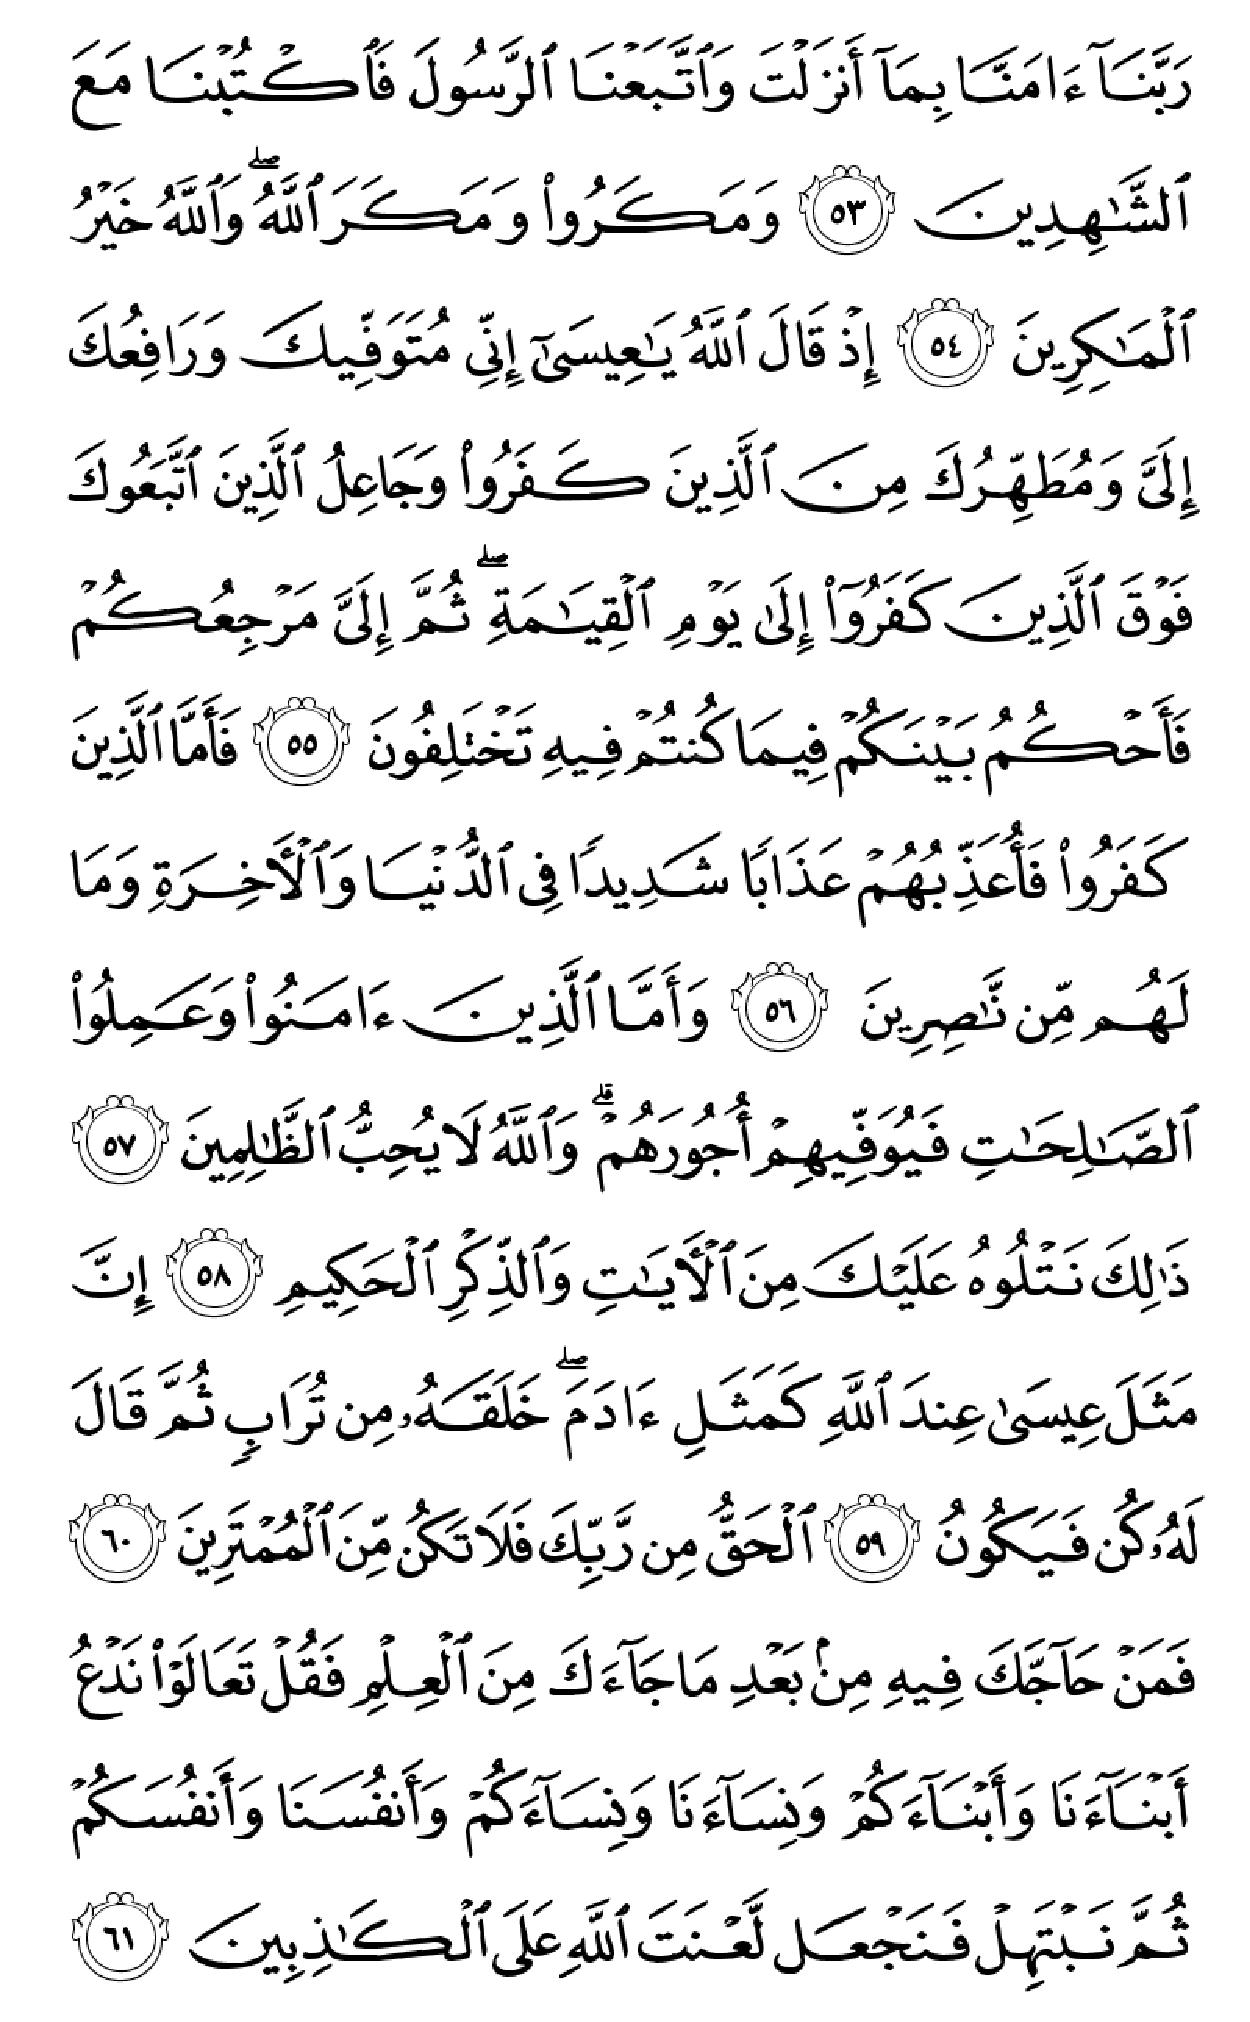 رَبَّنَآ ءَامَنَّا بِمَآ أَنزَلْتَ وَٱتَّبَعْنَا ٱلرَّسُولَ فَٱكْتُبْنَا مَعَ
ٱلشَّٰهِدِينَ ٥٣ وَمَكَرُوا۟ وَمَكَرَ ٱللَّهُ ۖ وَٱللَّهُ خَيْرُ
ٱلْمَٰكِرِينَ ٥٤ إِذْ قَالَ ٱللَّهُ يَٰعِيسَىٰٓ إِنِّى مُتَوَفِّيكَ وَرَافِعُكَ
إِلَىَّ وَمُطَهِّرُكَ مِنَ ٱلَّذِينَ كَفَرُوا۟ وَجَاعِلُ ٱلَّذِينَ ٱتَّبَعُوكَ
فَوْقَ ٱلَّذِينَ كَفَرُوٓا۟ إِلَىٰ يَوْمِ ٱلْقِيَٰمَةِ ۖ ثُمَّ إِلَىَّ مَرْجِعُكُمْ
فَأَحْكُمُ بَيْنَكُمْ فِيمَا كُنتُمْ فِيهِ تَخْتَلِفُونَ ٥٥ فَأَمَّا ٱلَّذِينَ
كَفَرُوا۟ فَأُعَذِّبُهُمْ عَذَابًا شَدِيدًا فِى ٱلدُّنْيَا وَٱلْأَخِرَةِ وَمَا
لَهُم مِّن نَّٰصِرِينَ ٥٦ وَأَمَّا ٱلَّذِينَ ءَامَنُوا۟ وَعَمِلُوا۟
ٱلصَّٰلِحَٰتِ فَيُوَفِّيهِمْ أُجُورَهُمْ ۗ وَٱللَّهُ لَا يُحِبُّ ٱلظَّٰلِمِينَ ٥٧
ذَٰلِكَ نَتْلُوهُ عَلَيْكَ مِنَ ٱلْأَيَٰتِ وَٱلذِّكْرِ ٱلْحَكِيمِ ٥٨ إِنَّ
مَثَلَ عِيسَىٰ عِندَ ٱللَّهِ كَمَثَلِ ءَادَمَ ۖ خَلَقَهُۥ مِن تُرَابٍ ثُمَّ قَالَ
لَهُۥ كُن فَيَكُونُ ٥٩ ٱلْحَقُّ مِن رَّبِّكَ فَلَا تَكُن مِّنَ ٱلْمُمْتَرِينَ ٦٠
فَمَنْ حَآجَّكَ فِيهِ مِنۢ بَعْدِ مَا جَآءَكَ مِنَ ٱلْعِلْمِ فَقُلْ تَعَالَوْا۟ نَدْعُ
أَبْنَآءَنَا وَأَبْنَآءَكُمْ وَنِسَآءَنَا وَنِسَآءَكُمْ وَأَنفُسَنَا وَأَنفُسَكُمْ
ثُمَّ نَبْتَهِلْ فَنَجْعَل لَّعْنَتَ ٱللَّهِ عَلَى ٱلْكَٰذِبِينَ ٦١